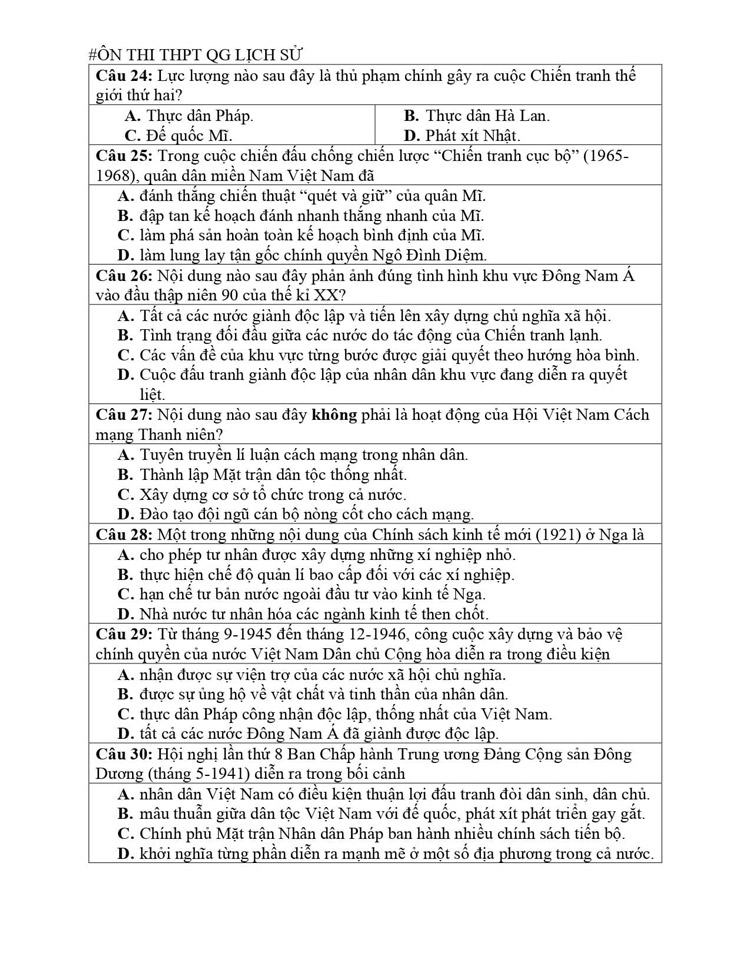 #ÔN THI THPT QG LỊCH SỬ
Câu 24: Lực lượng nào sau đây là thủ phạm chính gây ra cuộc Chiến tranh thế
giới thứ hai?
A. Thực dân Pháp.
B. Thực dân Hà Lan.
C. Đế quốc Mĩ.
D. Phát xít Nhật.
Câu 25: Trong cuộc chiến đấu chống chiến lược “Chiến tranh cục bộ” (1965-
1968), quân dân miền Nam Việt Nam đã
A. đánh thắng chiến thuật “quét và giữ” của quân Mĩ.
B. đập tan kế hoạch đánh nhanh thắng nhanh của Mĩ.
C. làm phá sản hoàn toàn kế hoạch bình định của Mĩ.
D. làm lung lay tận gốc chính quyền Ngô Đình Diệm.
Câu 26: Nội dung nào sau đây phản ảnh đúng tình hình khu vực Đông Nam Á
vào đầu thập niên 90 của thế kỉ XX?
A. Tất cả các nước giành độc lập và tiến lên xây dựng chủ nghĩa xã hội.
B. Tình trạng đối đầu giữa các nước do tác động của Chiến tranh lạnh.
C. Các vấn đề của khu vực từng bước được giải quyết theo hướng hòa bình.
D. Cuộc đấu tranh giành độc lập của nhân dân khu vực đang diễn ra quyết
liệt.
Câu 27: Nội dung nào sau đây không phải là hoạt động của Hội Việt Nam Cách
mạng Thanh niên?
A. Tuyên truyền lí luận cách mạng trong nhân dân.
B. Thành lập Mặt trận dân tộc thống nhất.
C. Xây dựng cơ sở tổ chức trong cả nước.
D. Đào tạo đội ngũ cán bộ nòng cốt cho cách mạng.
Câu 28: Một trong những nội dung của Chính sách kinh tế mới (1921) ở Nga là
A. cho phép tư nhân được xây dựng những xí nghiệp nhỏ.
B. thực hiện chế độ quản lí bao cấp đối với các xí nghiệp.
C. hạn chế tư bản nước ngoài đầu tư vào kinh tế Nga.
D. Nhà nước tư nhân hóa các ngành kinh tế then chốt.
Câu 29: Từ tháng 9-1945 đến tháng 12-1946, công cuộc xây dựng và bảo vệ
chính quyền của nước Việt Nam Dân chủ Cộng hòa diễn ra trong điều kiện
A. nhận được sự viện trợ của các nước xã hội chủ nghĩa.
B. được sự ủng hộ về vật chất và tinh thần của nhân dân.
C. thực dân Pháp công nhận độc lập, thống nhất của Việt Nam.
D. tất cả các nước Đông Nam Á đã giành được độc lập.
Câu 30: Hội nghị lần thứ 8 Ban Chấp hành Trung ương Đảng Cộng sản Đông
Dương (tháng 5-1941) diễn ra trong bối cảnh
A. nhân dân Việt Nam có điều kiện thuận lợi đấu tranh đòi dân sinh, dân chủ.
B. mâu thuẫn giữa dân tộc Việt Nam với đế quốc, phát xít phát triển gay gắt.
C. Chính phủ Mặt trận Nhân dân Pháp ban hành nhiều chính sách tiến bộ.
D. khởi nghĩa từng phần diễn ra mạnh mẽ ở một số địa phương trong cả nước.